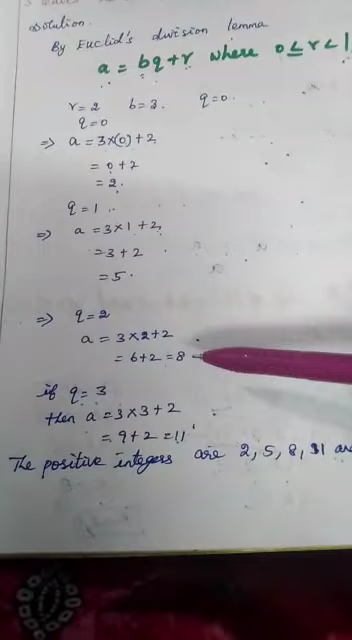 solution.
By Euclid's division lemma
a = bq+r where 0 ≤ r <
r=2 b=3. q=0.
q=0
⇒ a = 3×(0)+2
= 0+2
= 2.
q=1
⇒ a = 3×1+2
= 3+2
= 5.
⇒ q=2
a = 3×2+2
= 6+2 = 8
if q=3
then a = 3×3+2
= 9+2 = 11
The positive integers are 2, 5, 8, 11